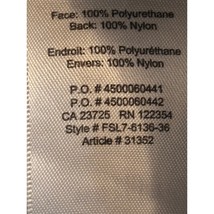 Face: 100% Polyurethane
Back: 100% Nylon
Endroit: 100% Polyuréthane
Envers: 100% Nylon
P.O. # 4500060441
P.O. # 4500060442
CA 23725 RN 122354
Style # FSL7-6136-36
Article # 31352